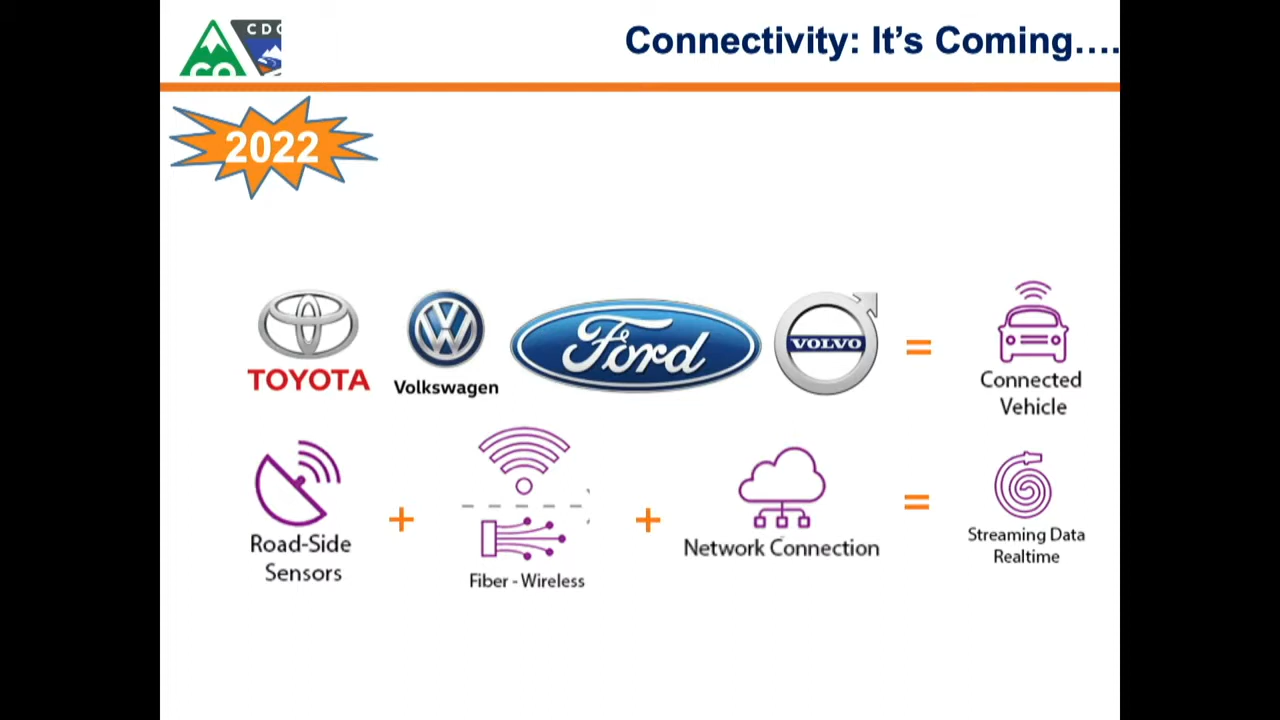 CO
Connectivity: It's Coming....
2022
TOYOTA
Volkswagen
Ford
VOLVO
=
Connected
Vehicle
Road-Side
Sensors
+
Fiber - Wireless
+
Network Connection
=
Streaming Data
Realtime